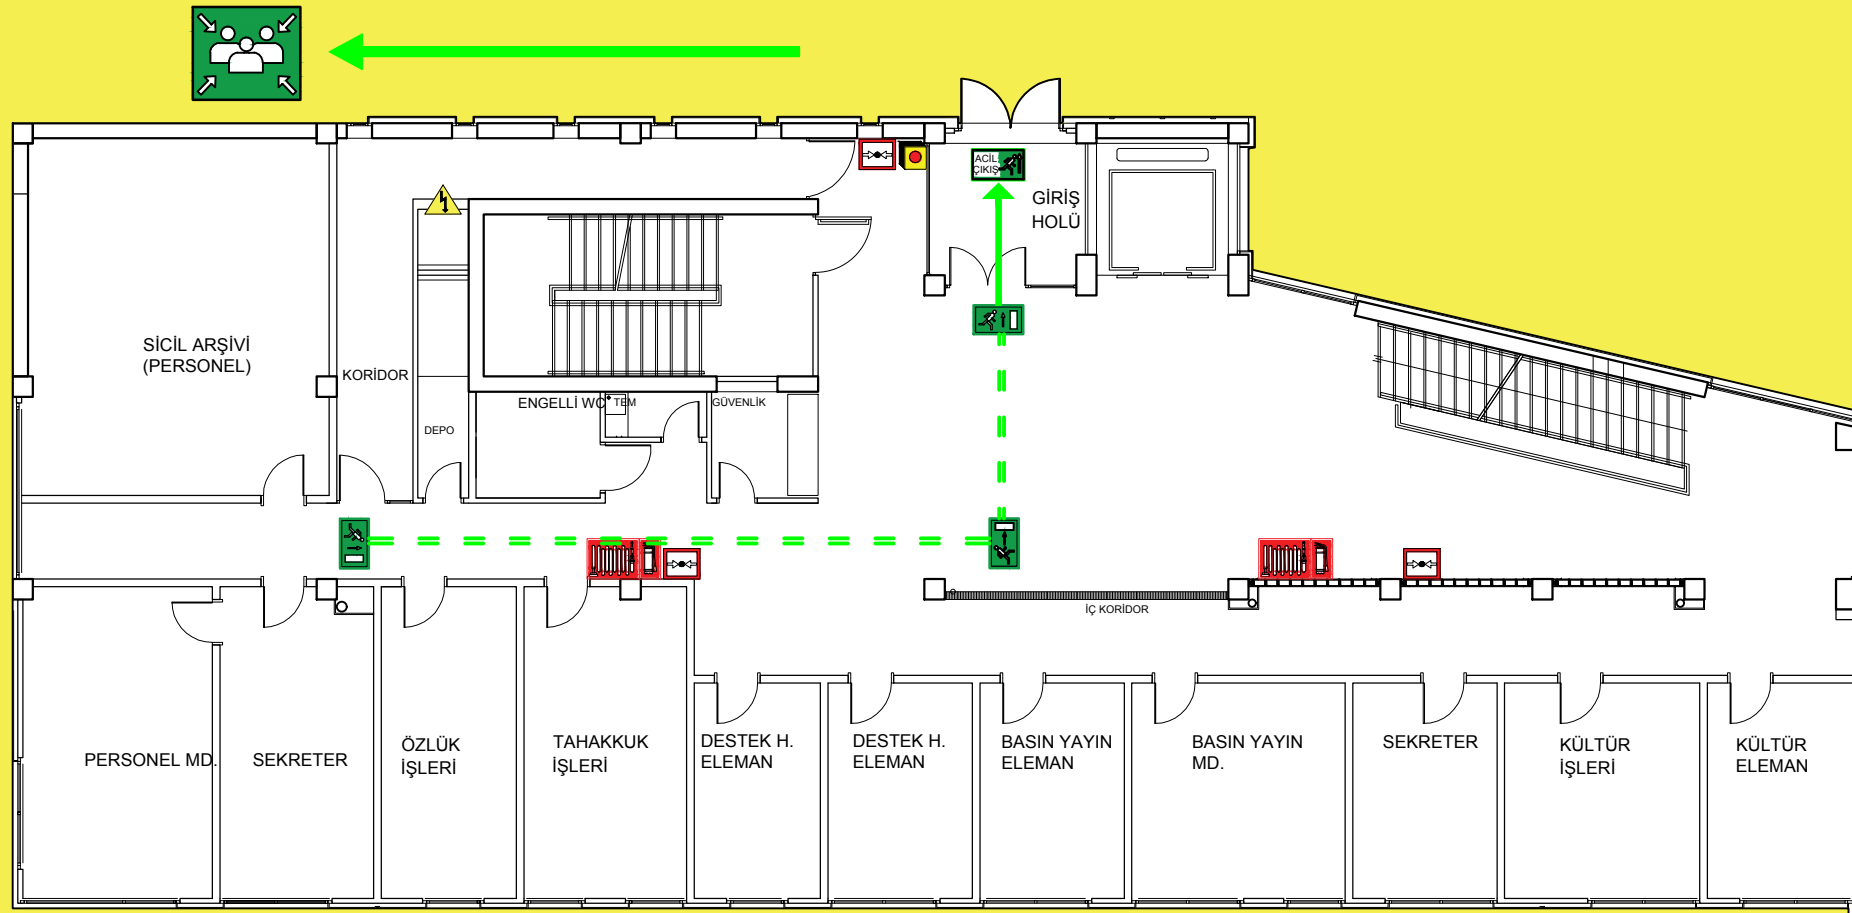 ACİL
ÇIKIŞ
GİRİŞ
HOLÜ
SİCİL ARŞİVİ
(PERSONEL)
KORİDOR
ENGELLİ WC
TEM
GÜVENLİK
DEPO
İÇ KORİDOR
PERSONEL MD.
SEKRETER
ÖZLÜK
İŞLERİ
TAHAKKUK
İŞLERİ
DESTEK H.
ELEMAN
DESTEK H.
ELEMAN
BASIN YAYIN
ELEMAN
BASIN YAYIN
MD.
SEKRETER
KÜLTÜR
İŞLERİ
KÜLTÜR
ELEMAN